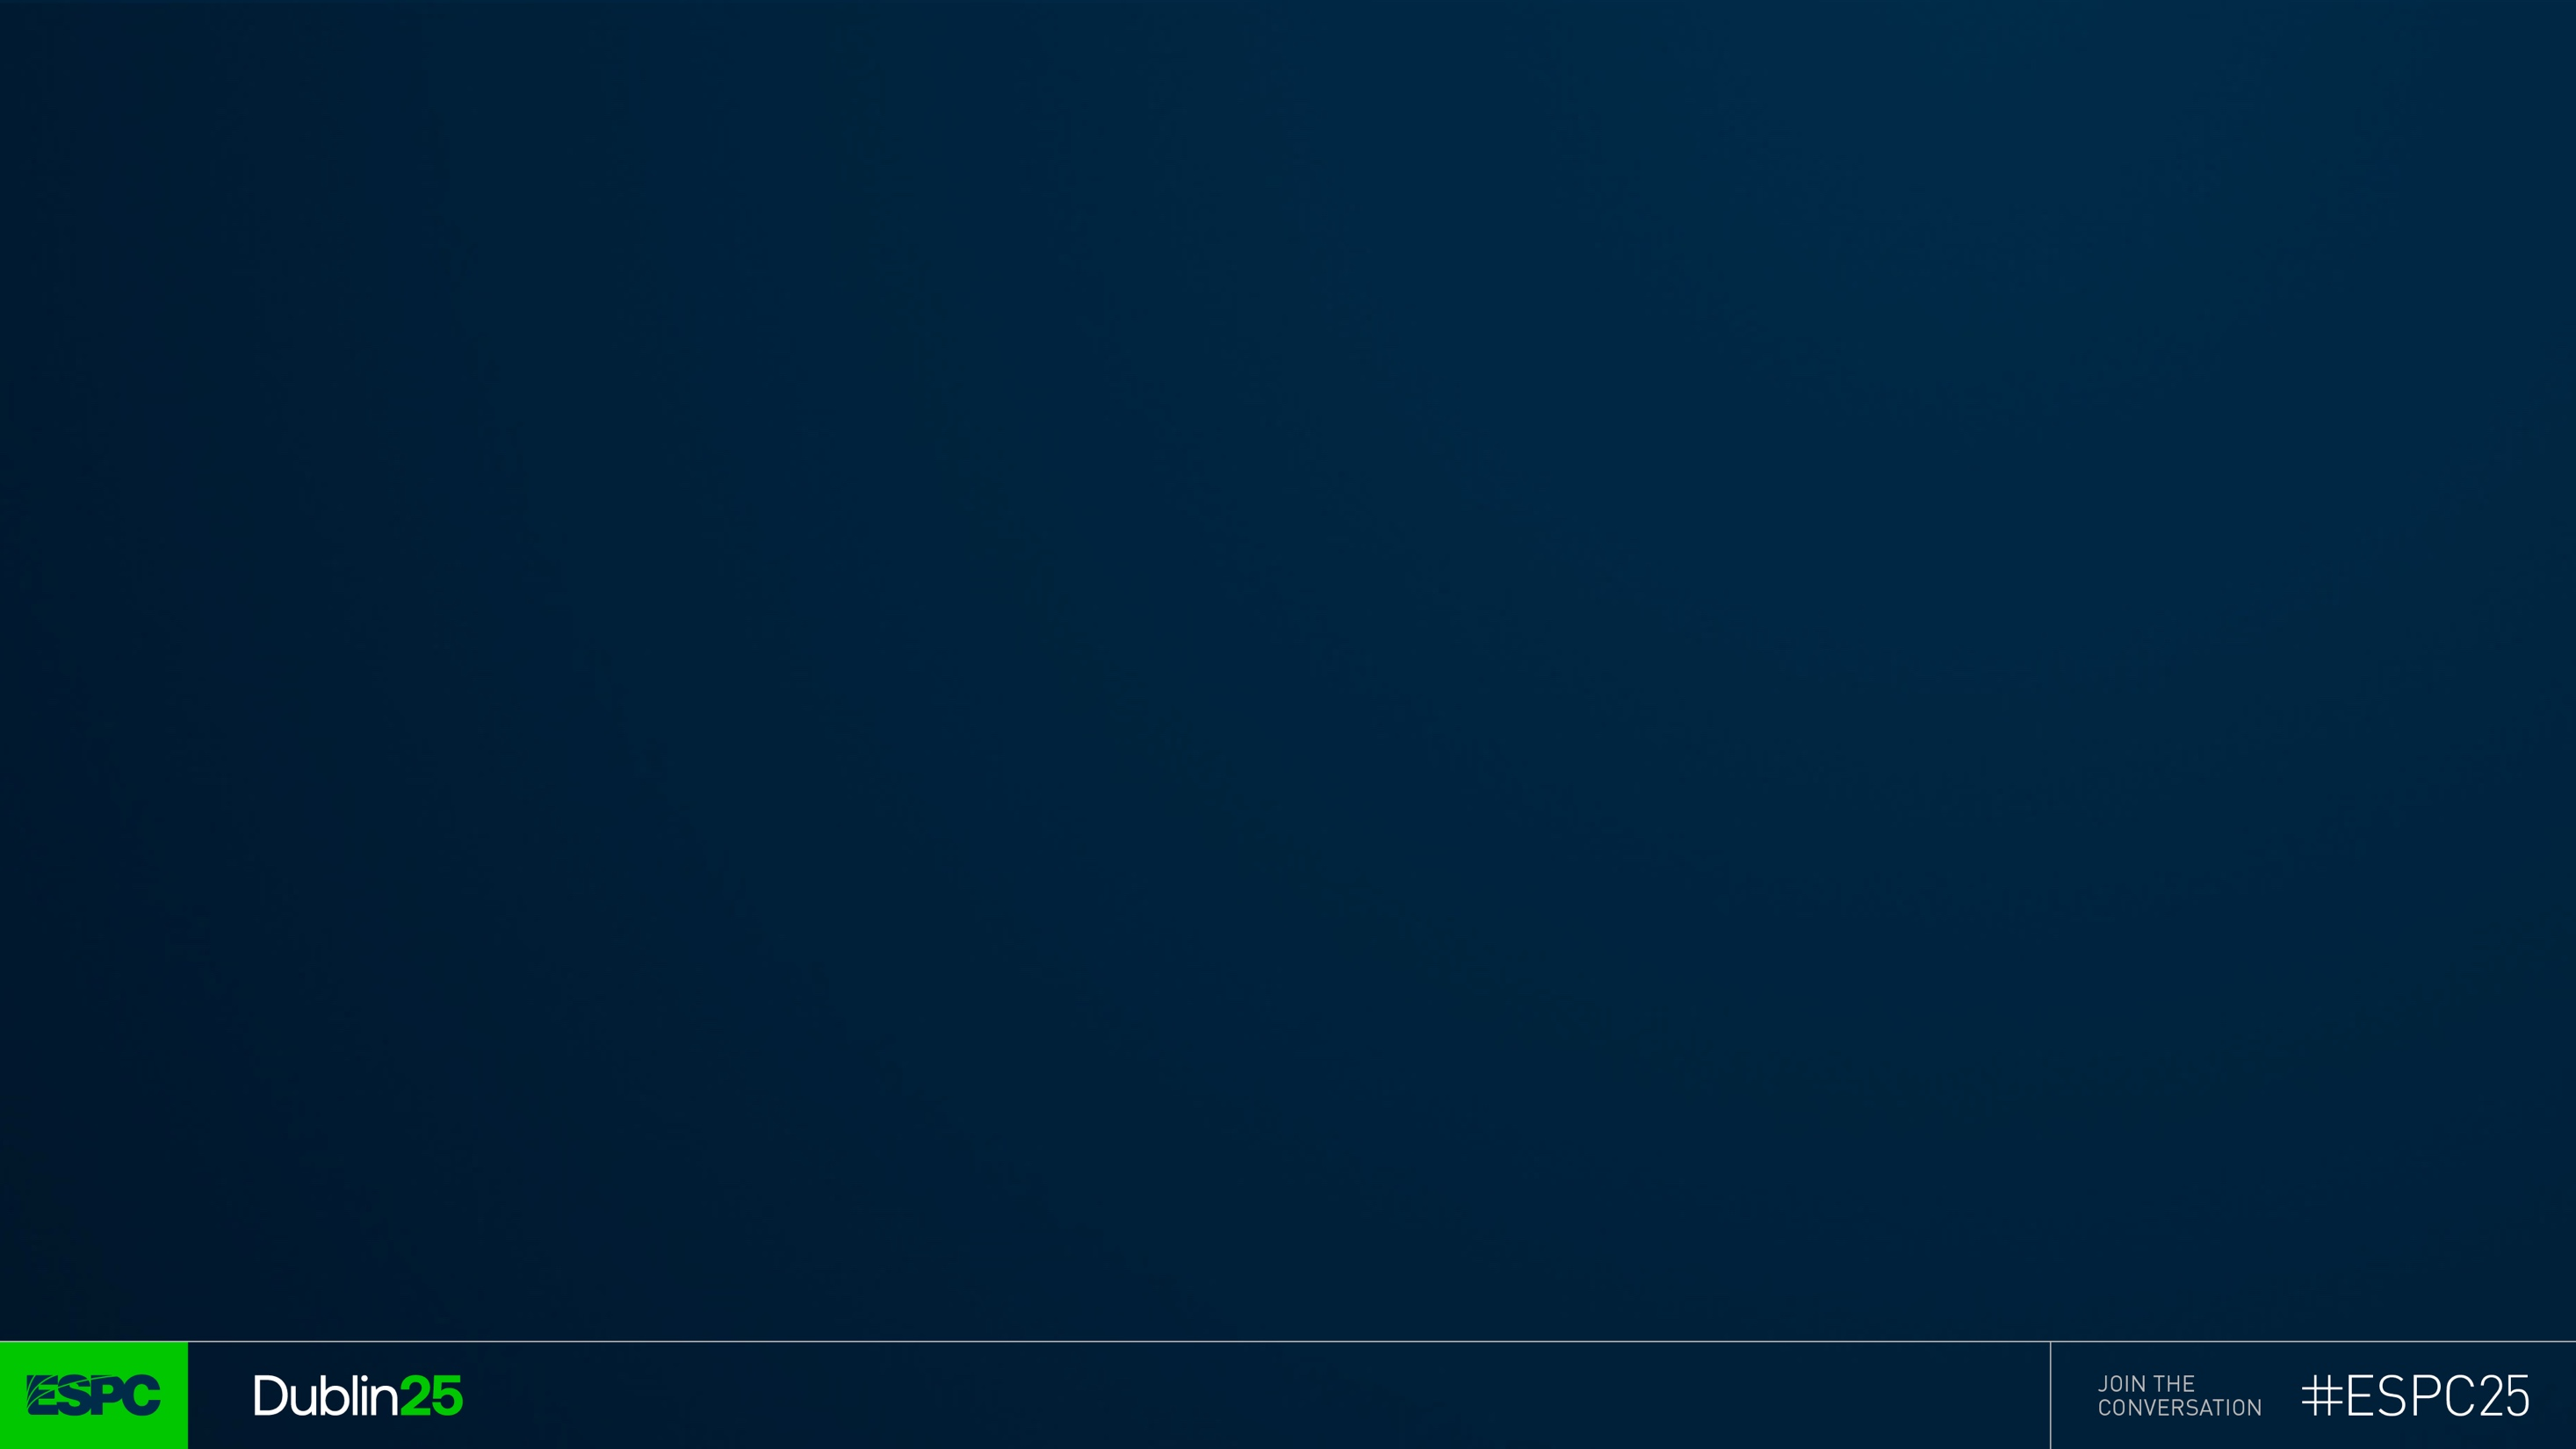 ESPC
Dublin25
JOIN THE
CONVERSATION
#ESPC25